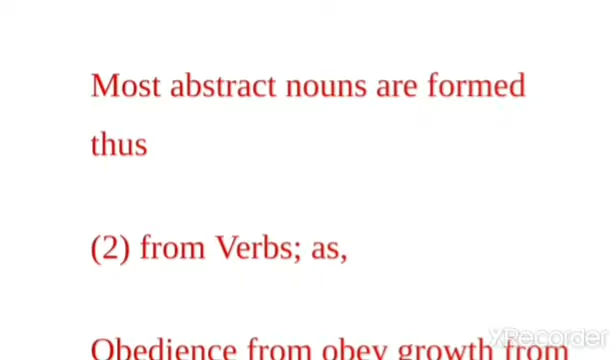 Most abstract nouns are formed
thus
(2) from Verbs; as,
Obedience from obey growth from
XRecorder